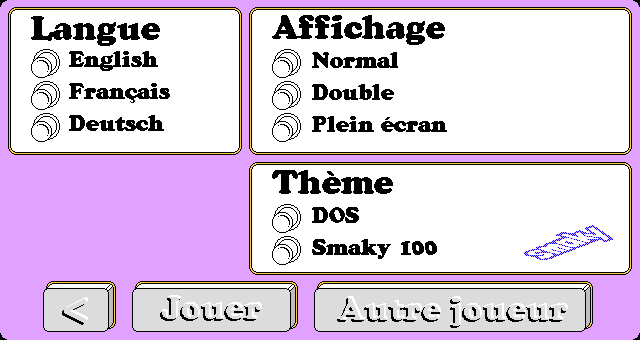 Langue
English
Français
Deutsch
Affichage
Normal
Double
Plein écran
Thème
DOS
Smaky 100
<
Jouer
Autre joueur